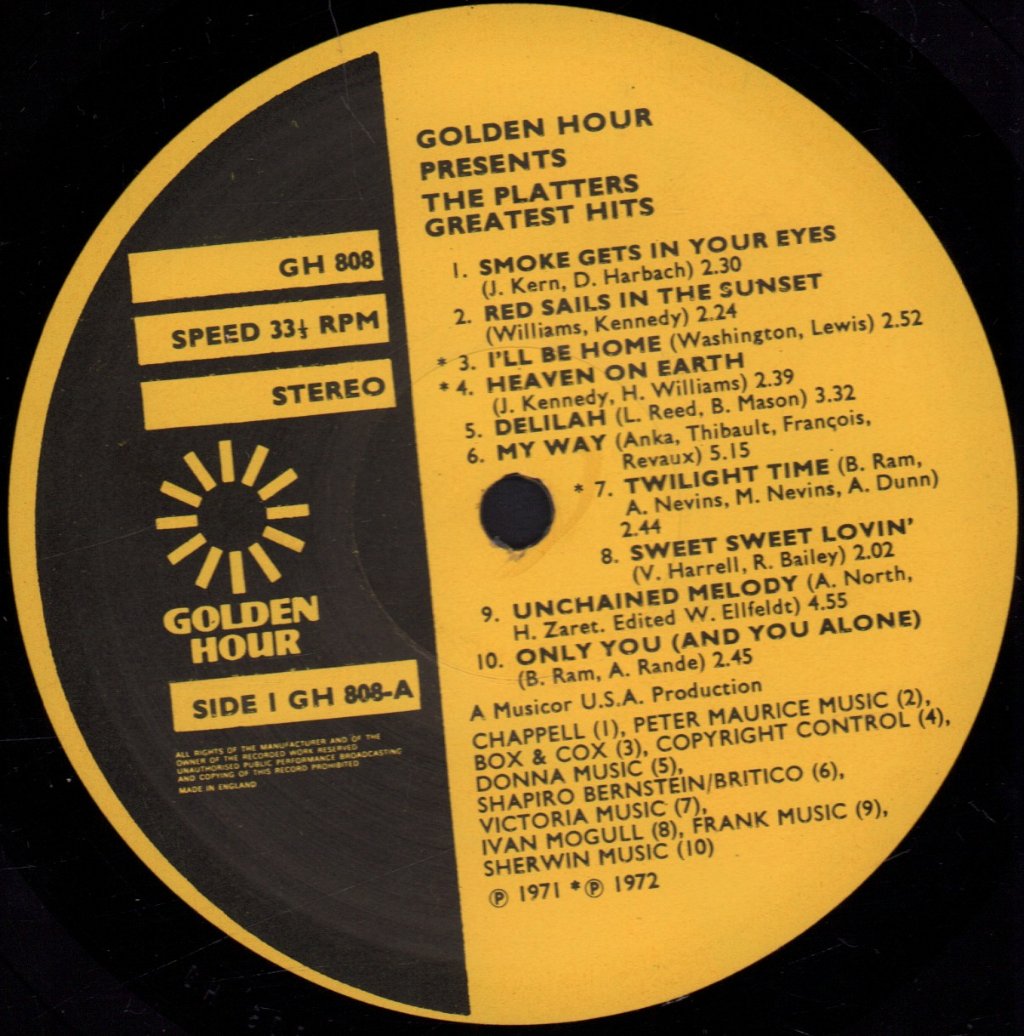 GOLDEN HOUR
PRESENTS
THE PLATTERS
GREATEST HITS
1. SMOKE GETS IN YOUR EYES
(J. Kern, D. Harbach) 2.30
2. RED SAILS IN THE SUNSET
(Williams, Kennedy) 2.24
* 3. I'LL BE HOME (Washington, Lewis) 2.52
* 4. HEAVEN ON EARTH
(J. Kennedy, H. Williams) 2.39
5. DELILAH (L. Reed, B. Mason) 3.32
6. MY WAY (Anka, Thibault, François,
Revaux) 5.15
* 7. TWILIGHT TIME (B. Ram,
A. Nevins, M. Nevins, A. Dunn)
2.44
8. SWEET SWEET LOVIN'
(V. Harrell, R. Bailey) 2.02
9. UNCHAINED MELODY (A. North,
H. Zaret. Edited W. Ellfeldt) 4.55
10. ONLY YOU (AND YOU ALONE)
(B. Ram, A. Rande) 2.45
A Musicor U.S.A. Production
CHAPPELL (1), PETER MAURICE MUSIC (2),
BOX & COX (3), COPYRIGHT CONTROL (4),
DONNA MUSIC (5),
SHAPIRO BERNSTEIN/BRITICO (6),
VICTORIA MUSIC (7),
IVAN MOGULL (8), FRANK MUSIC (9),
SHERWIN MUSIC (10)
℗ 1971 * ℗ 1972
GH 808
SPEED 33⅓ RPM
STEREO
GOLDEN
HOUR
SIDE I GH 808-A
ALL RIGHTS OF THE MANUFACTURER AND OF THE
OWNER OF THE RECORDED WORK RESERVED
UNAUTHORISED PUBLIC PERFORMANCE BROADCASTING
AND COPYING OF THIS RECORD PROHIBITED
MADE IN ENGLAND